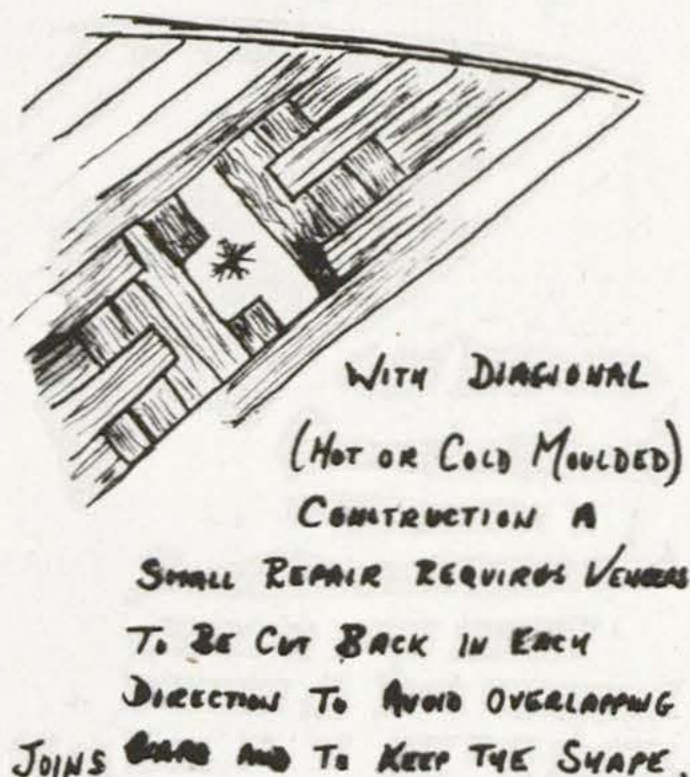 WITH DIAGIONAL
(HOT OR COLD MOULDED)
CONSTRUCTION A
SMALL REPAIR REQUIRES VENEERS
TO BE CUT BACK IN EACH
DIRECTION TO AVOID OVERLAPPING
JOINS AND TO KEEP THE SHAPE.